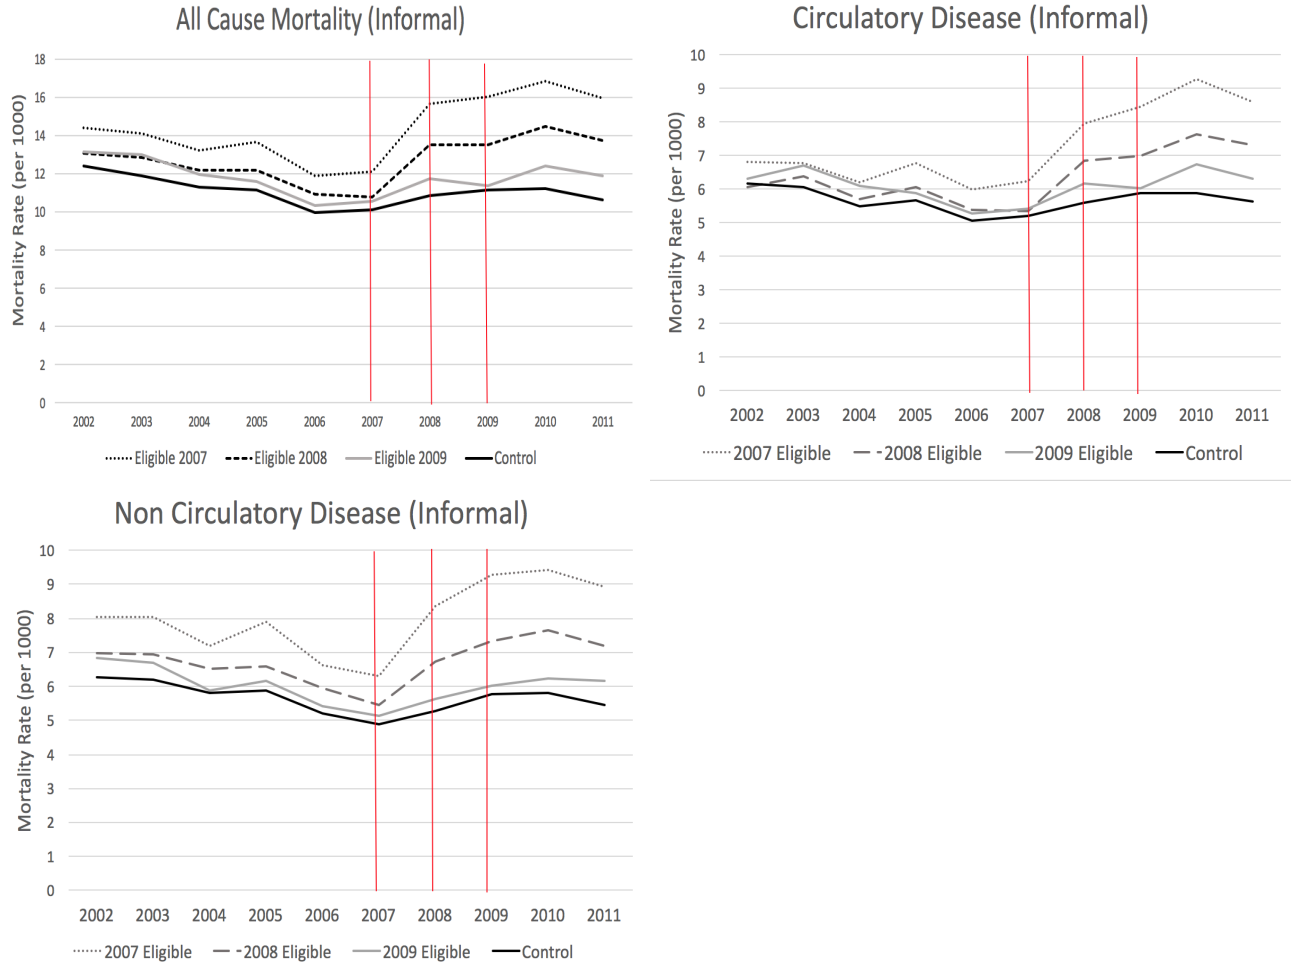 All Cause Mortality (Informal)
Mortality Rate (per 1000)
18
16
14
12
10
8
6
4
2
0
2002 2003 2004 2005 2006 2007 2008 2009 2010 2011
Eligible 2007 Eligible 2008 Eligible 2009 Control
Circulatory Disease (Informal)
Mortality Rate (per 1000)
10
9
8
7
6
5
4
3
2
1
0
2002 2003 2004 2005 2006 2007 2008 2009 2010 2011
2007 Eligible 2008 Eligible 2009 Eligible Control
Non Circulatory Disease (Informal)
Mortality Rate (per 1000)
10
9
8
7
6
5
4
3
2
1
0
2002 2003 2004 2005 2006 2007 2008 2009 2010 2011
2007 Eligible 2008 Eligible 2009 Eligible Control